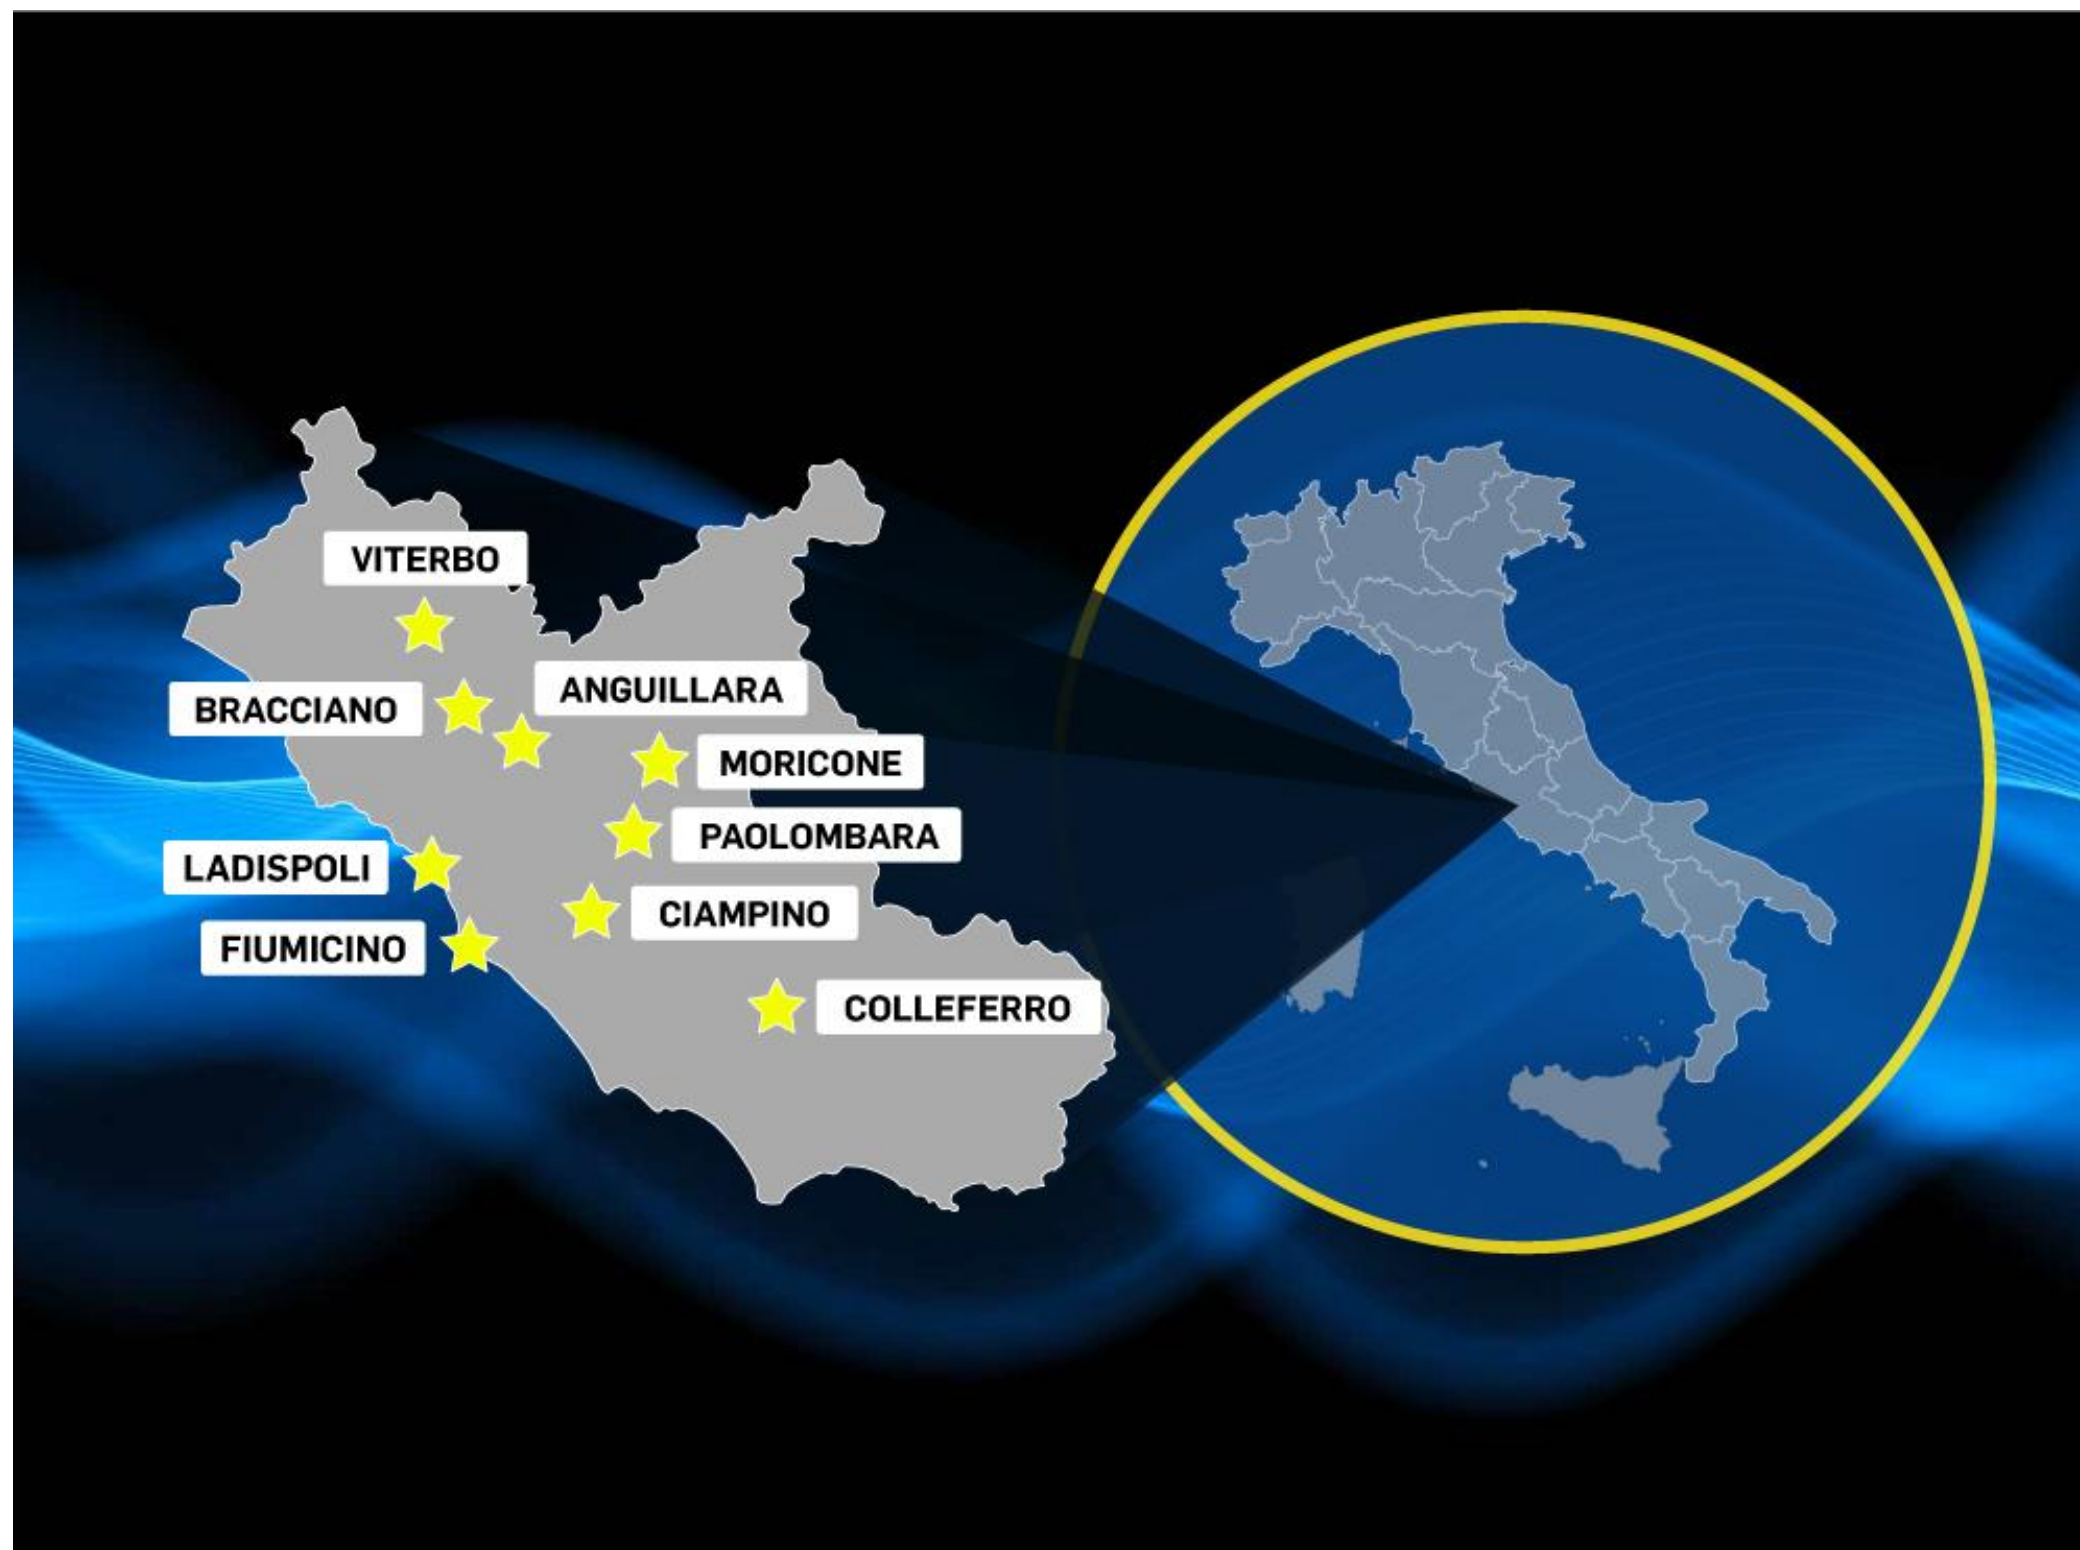 VITERBO
ANGUILLARA
BRACCIANO
MORICONE
PAOLOMBARA
LADISPOLI
CIAMPINO
FIUMICINO
COLLEFERRO